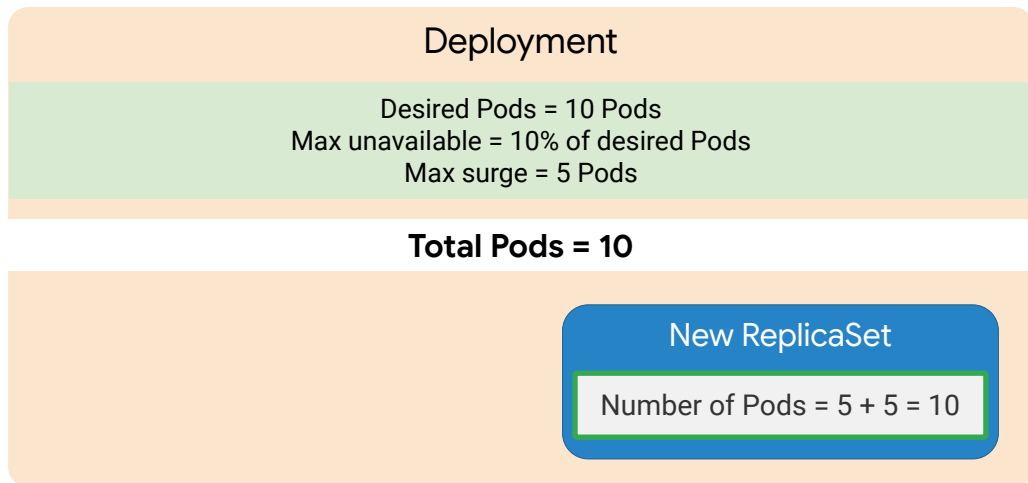 Deployment
Desired Pods = 10 Pods
Max unavailable = 10% of desired Pods
Max surge = 5 Pods
Total Pods = 10
New ReplicaSet
Number of Pods = 5 + 5 = 10